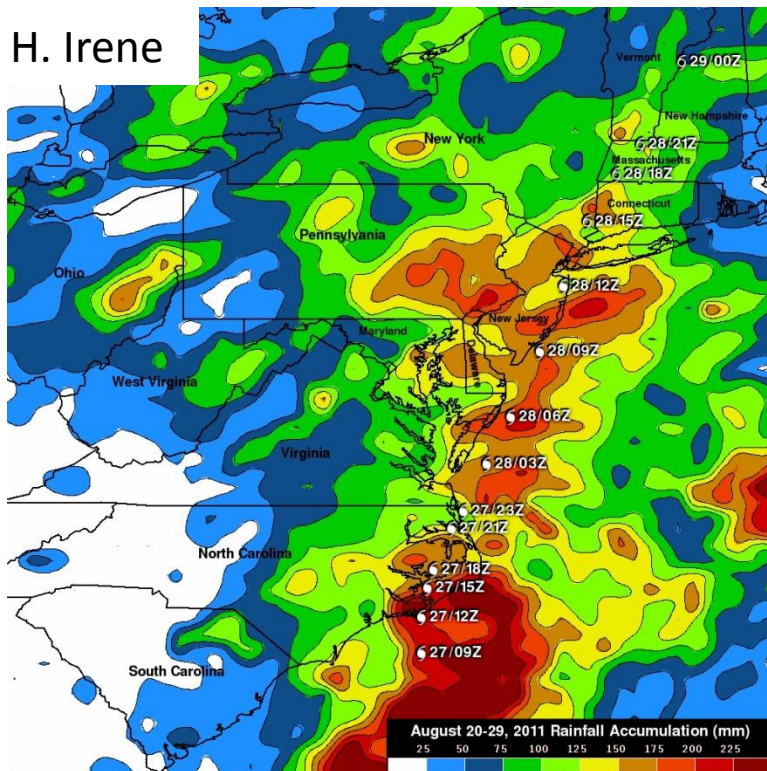 H. Irene
Vermont
29/00Z
New Hampshire
New York
28/21Z
Massachusetts
28/18Z
Connecticut
28/15Z
Pennsylvania
Ohio
28/12Z
New Jersey
Maryland
28/09Z
Delaware
West Virginia
28/06Z
Virginia
28/03Z
27/23Z
27/21Z
North Carolina
27/18Z
27/15Z
27/12Z
27/09Z
South Carolina
August 20-29, 2011 Rainfall Accumulation (mm)
25 50 75 100 125 150 175 200 225